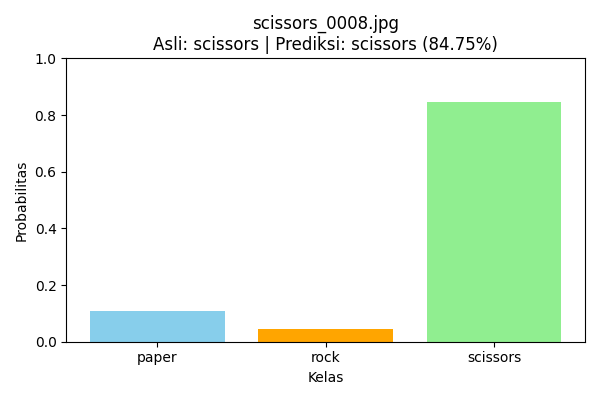 scissors_0008.jpg
Asli: scissors | Prediksi: scissors (84.75%)
1.0
0.8
0.6
0.4
0.2
0.0
Probabilitas
paper rock scissors
Kelas